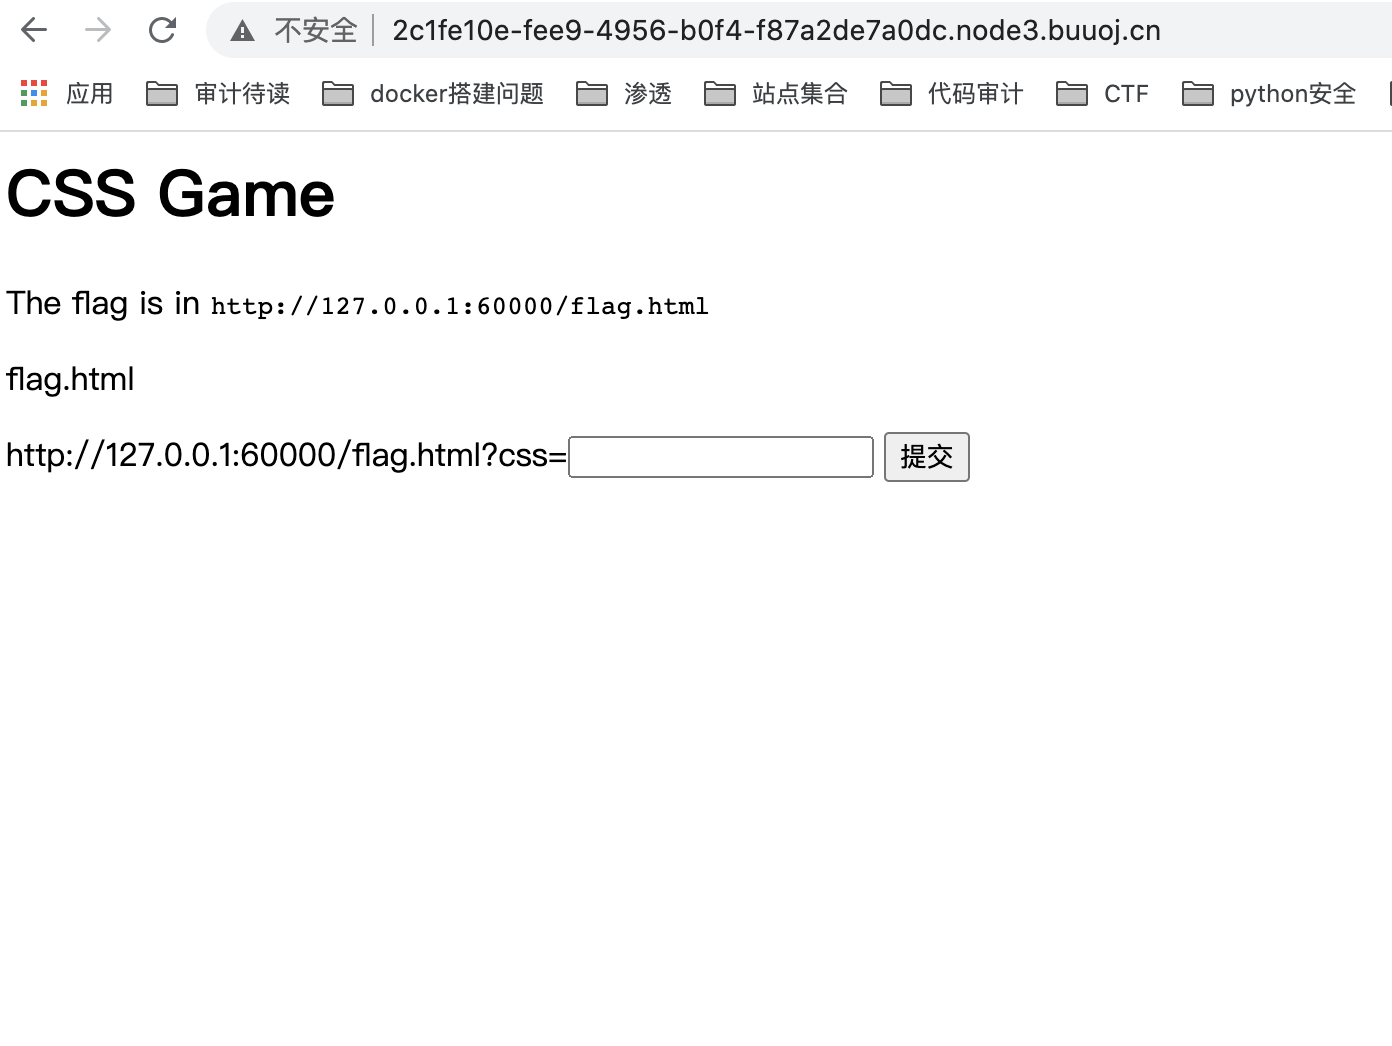 不安全 2c1fe10e-fee9-4956-b0f4-f87a2de7a0dc.node3.buuoj.cn
应用 审计待读 docker搭建问题 渗透 站点集合 代码审计 CTF python安全
CSS Game
The flag is in http://127.0.0.1:60000/flag.html
flag.html
http://127.0.0.1:60000/flag.html?css= 提交